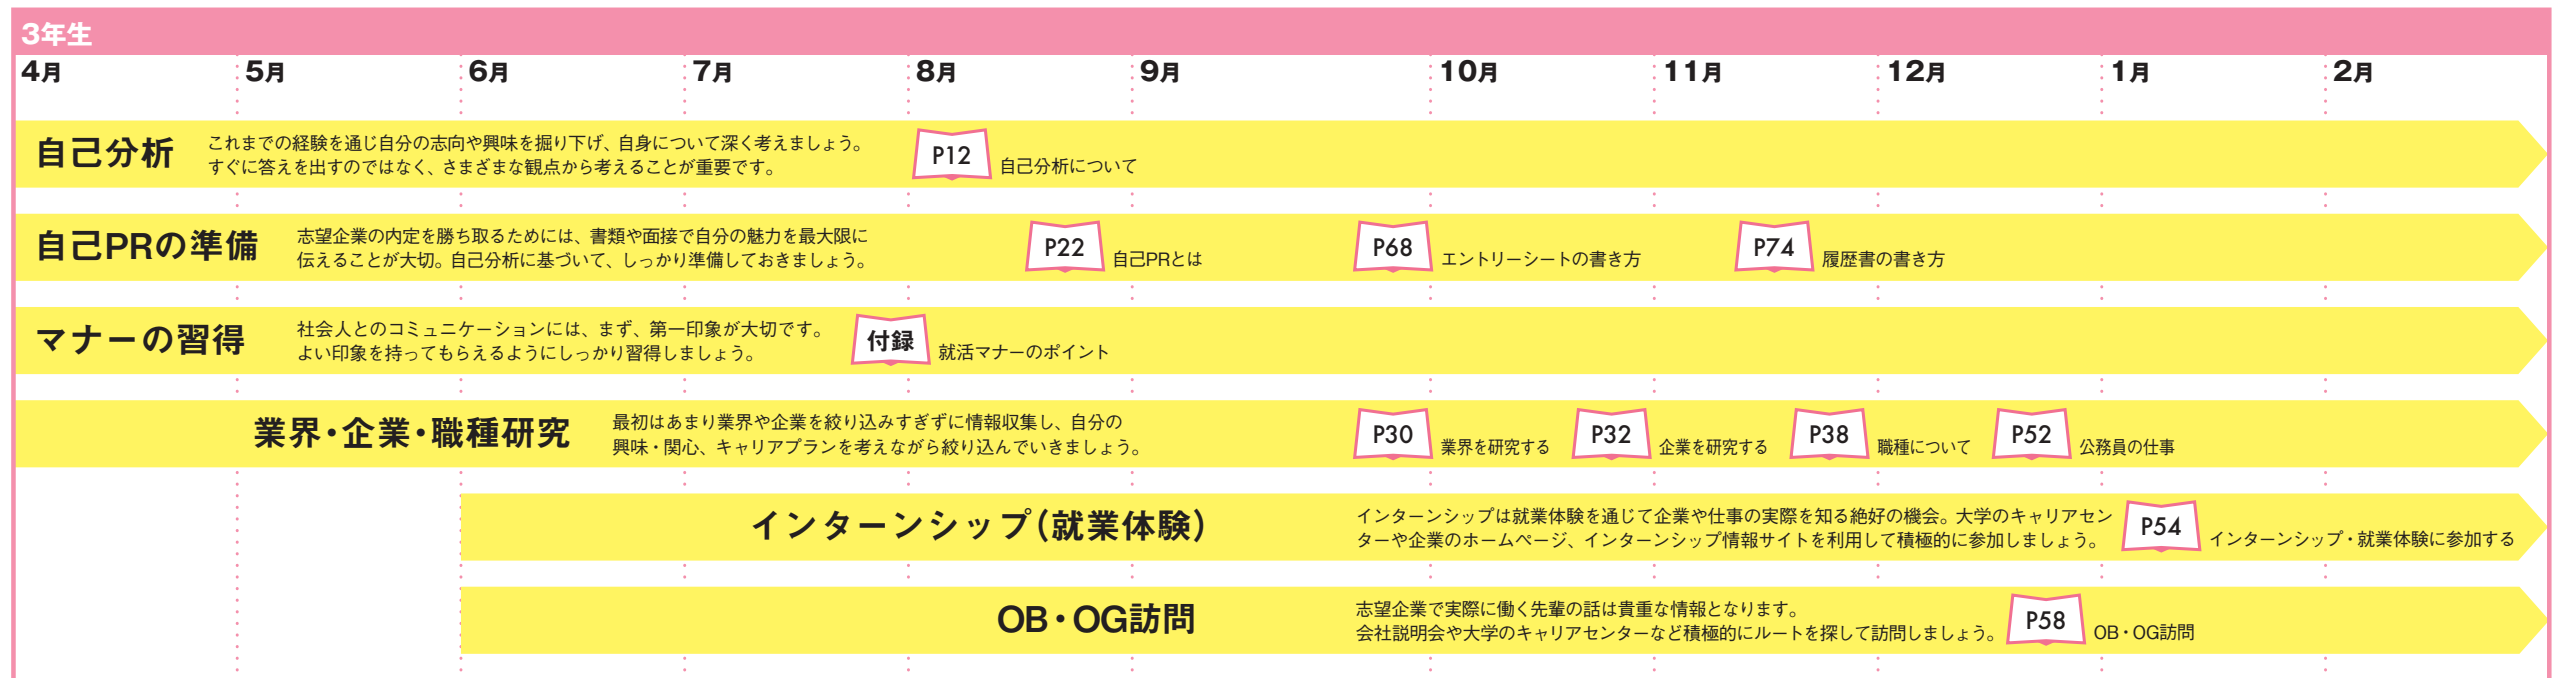 3年生
4月 5月 6月 7月 8月 9月 10月 11月 12月 1月 2月
自己分析
これまでの経験を通じ自分の志向や興味を掘り下げ、自身について深く考えましょう。
すぐに答えを出すのではなく、さまざまな観点から考えることが重要です。
P12 自己分析について
自己PRの準備
志望企業の内定を勝ち取るためには、書類や面接で自分の魅力を最大限に
伝えることが大切。自己分析に基づいて、しっかり準備しておきましょう。
P22 自己PRとは
P68 エントリーシートの書き方
P74 履歴書の書き方
マナーの習得
社会人とのコミュニケーションには、まず、第一印象が大切です。
よい印象を持ってもらえるようにしっかり習得しましょう。
付録 就活マナーのポイント
業界・企業・職種研究
最初はあまり業界や企業を絞り込みすぎずに情報収集し、自分の
興味・関心、キャリアプランを考えながら絞り込んでいきましょう。
P30 業界を研究する
P32 企業を研究する
P38 職種について
P52 公務員の仕事
インターンシップ(就業体験)
インターンシップは就業体験を通じて企業や仕事の実際を知る絶好の機会。大学のキャリアセン
ターや企業のホームページ、インターンシップ情報サイトを利用して積極的に参加しましょう。
P54 インターンシップ・就業体験に参加する
OB・OG訪問
志望企業で実際に働く先輩の話は貴重な情報となります。
会社説明会や大学のキャリアセンターなど積極的にルートを探して訪問しましょう。
P58 OB・OG訪問